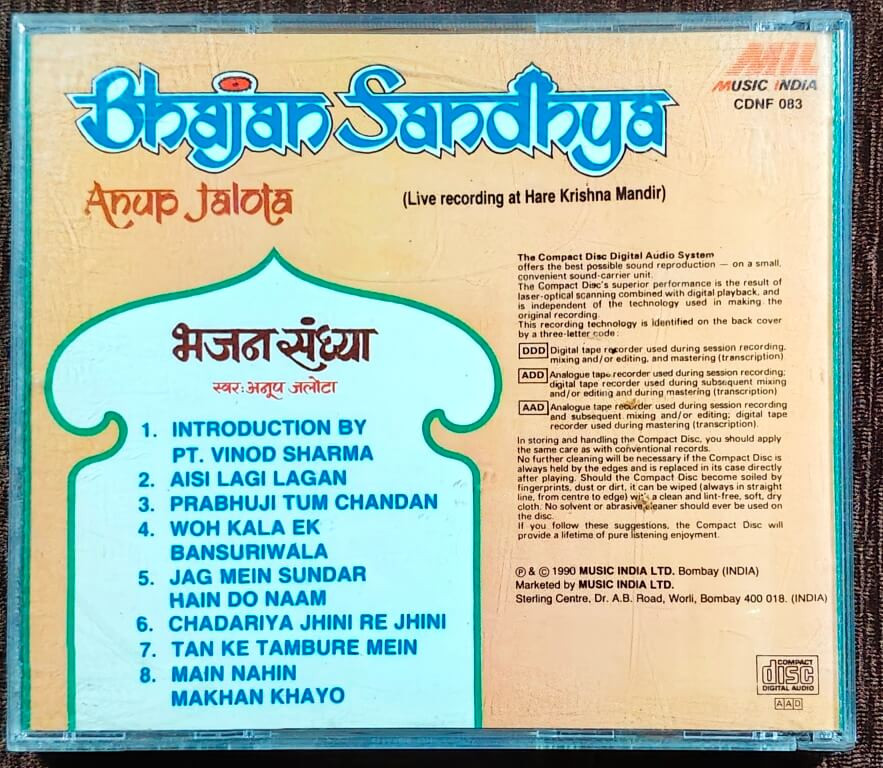 Bhajan Sandhya
MIL
MUSIC INDIA
CDNF 083
Anup Jalota
(Live recording at Hare Krishna Mandir)
भजन संध्या
स्वर: अनूप जलोटा
1. INTRODUCTION BY
PT. VINOD SHARMA
2. AISI LAGI LAGAN
3. PRABHUJI TUM CHANDAN
4. WOH KALA EK
BANSURIWALA
5. JAG MEIN SUNDAR
HAIN DO NAAM
6. CHADARIYA JHINI RE JHINI
7. TAN KE TAMBURE MEIN
8. MAIN NAHIN
MAKHAN KHAYO
The Compact Disc Digital Audio System
offers the best possible sound reproduction — on a small,
convenient sound-carrier unit.
The Compact Disc's superior performance is the result of
laser-optical scanning combined with digital playback, and
is independent of the technology used in making the
original recording.
This recording technology is identified on the back cover
by a three-letter code:
DDD Digital tape recorder used during session recording,
mixing and/or editing, and mastering (transcription)
ADD Analogue tape recorder used during session recording;
digital tape recorder used during subsequent mixing
and/or editing and during mastering (transcription)
AAD Analogue tape recorder used during session recording
and subsequent mixing and/or editing; digital tape
recorder used during mastering (transcription).
In storing and handling the Compact Disc, you should apply
the same care as with conventional records.
No further cleaning will be necessary if the Compact Disc is
always held by the edges and is replaced in its case directly
after playing. Should the Compact Disc become soiled by
fingerprints, dust or dirt, it can be wiped (always in straight
line, from centre to edge) with a clean and lint-free, soft, dry
cloth. No solvent or abrasive cleaner should ever be used on
the disc.
If you follow these suggestions, the Compact Disc will
provide a lifetime of pure listening enjoyment.
℗ & © 1990 MUSIC INDIA LTD. Bombay (INDIA)
Marketed by MUSIC INDIA LTD.
Sterling Centre, Dr. A.B. Road, Worli, Bombay 400 018. (INDIA)
COMPACT
disc
DIGITAL AUDIO
AAD